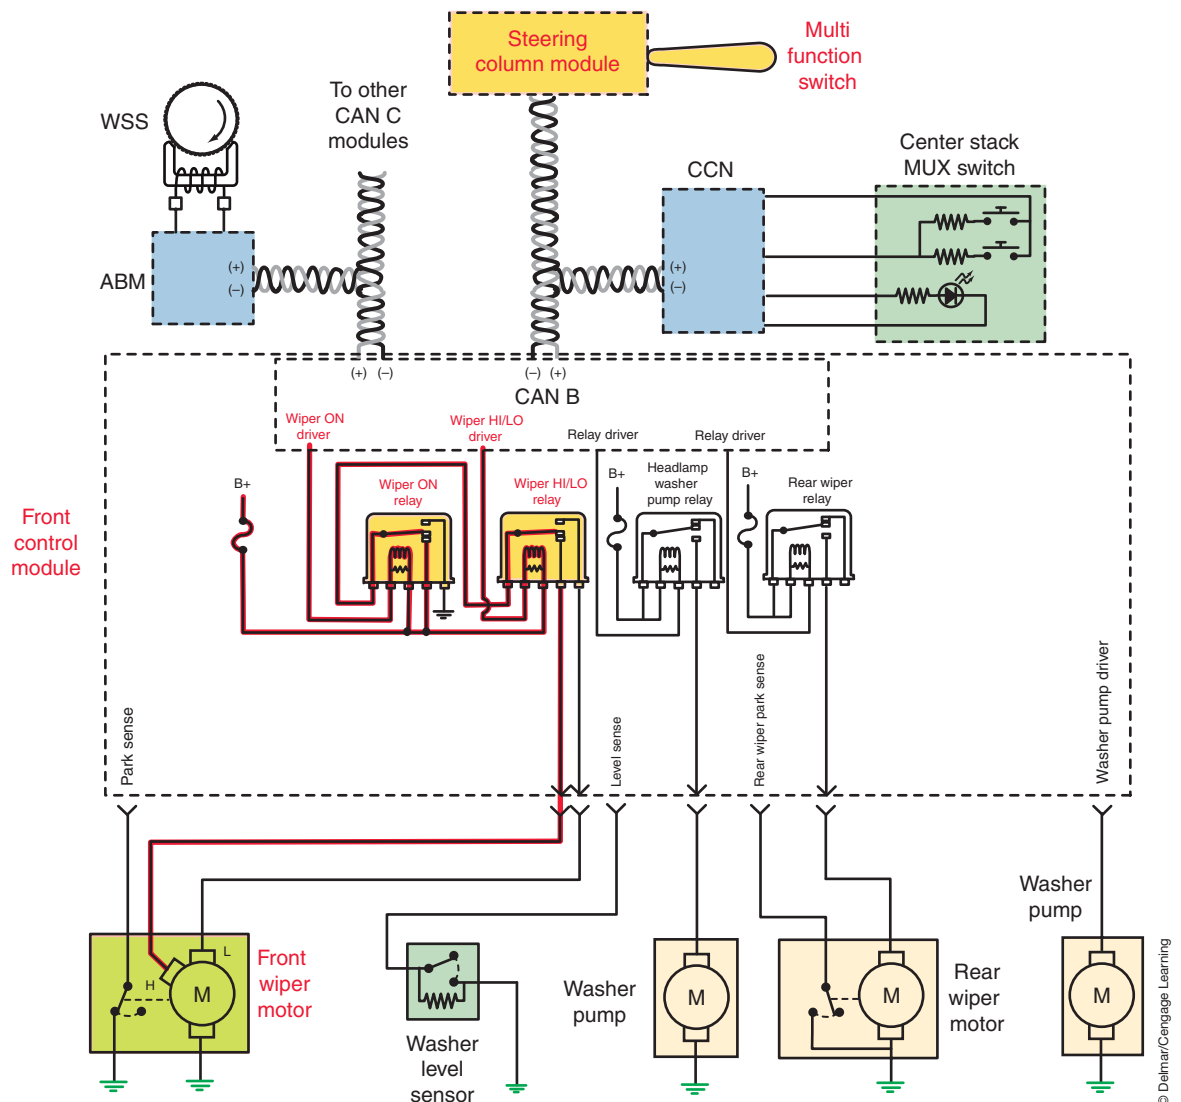 Steering
column module
Multi
function
switch
WSS
To other
CAN C
modules
Center stack
MUX switch
CCN
ABM
(+)
(–)
(+)
(–)
(+) (–)
(–) (+)
CAN B
Wiper ON
driver
Wiper HI/LO
driver
Relay driver
Relay driver
B+
Wiper ON
relay
Wiper HI/LO
relay
B+
Headlamp
washer
pump relay
B+
Rear wiper
relay
Front
control
module
Park sense
Level sense
Rear wiper park sense
Washer pump driver
L
H
M
Front
wiper
motor
Washer
level
sensor
Washer
pump
M
M
Rear
wiper
motor
Washer
pump
M
© Delmar/Cengage Learning